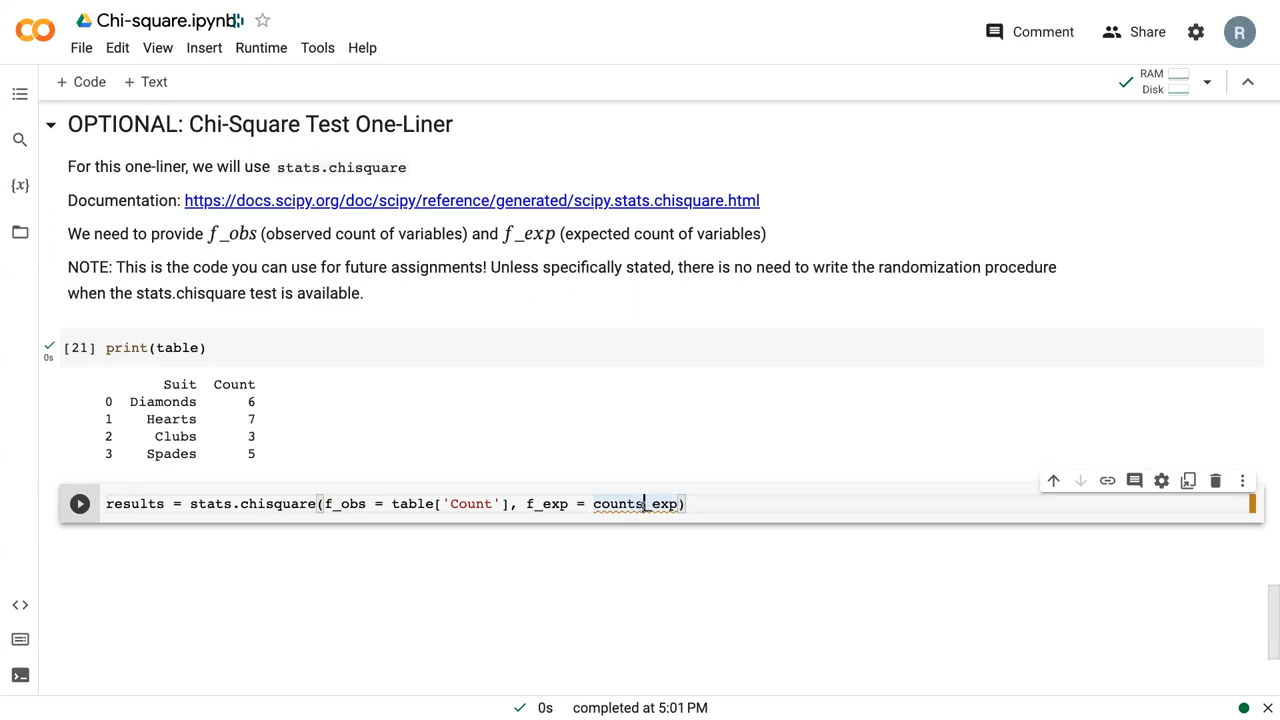 Chi-square.ipynb
File Edit View Insert Runtime Tools Help
Comment Share R
+ Code + Text
RAM
Disk
OPTIONAL: Chi-Square Test One-Liner
For this one-liner, we will use stats.chisquare
Documentation: https://docs.scipy.org/doc/scipy/reference/generated/scipy.stats.chisquare.html
We need to provide f_obs (observed count of variables) and f_exp (expected count of variables)
NOTE: This is the code you can use for future assignments! Unless specifically stated, there is no need to write the randomization procedure
when the stats.chisquare test is available.
[21] print(table)
0s
Suit Count
0 Diamonds 6
1 Hearts 7
2 Clubs 3
3 Spades 5
results = stats.chisquare(f_obs = table['Count'], f_exp = counts_exp)
{x}
0s completed at 5:01 PM